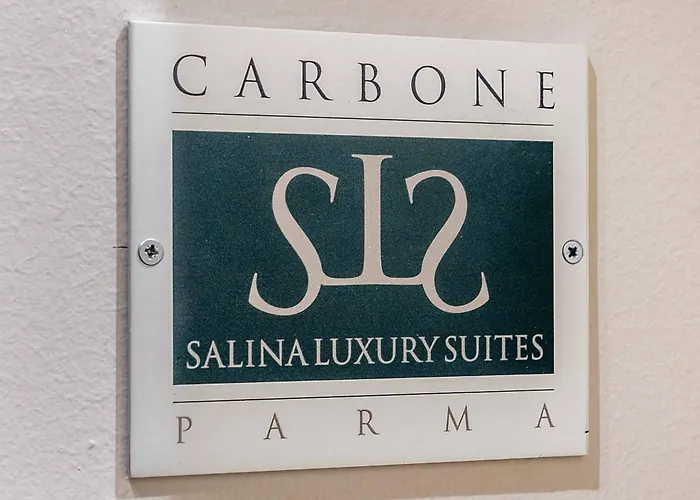 CARBONE
SLS
SALINA LUXURY SUITES
PARMA